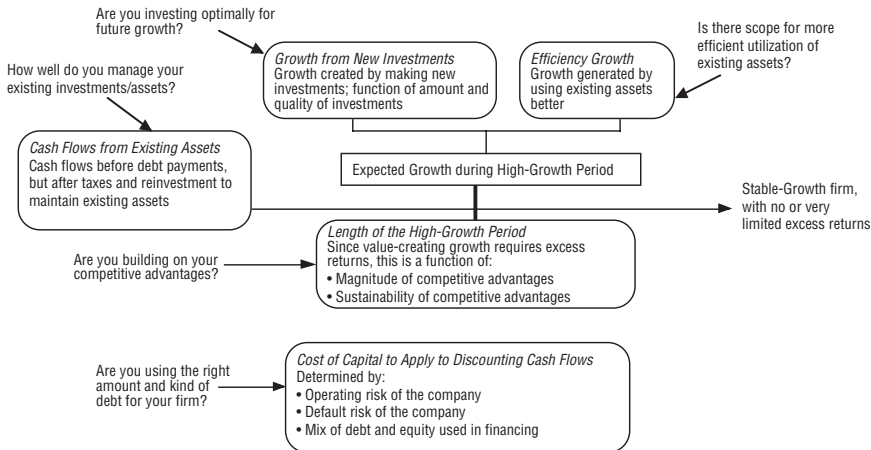 Are you investing optimally for
future growth?
Growth from New Investments
Growth created by making new
investments; function of amount and
quality of investments
Efficiency Growth
Growth generated by
using existing assets
better
Is there scope for more
efficient utilization of
existing assets?
How well do you manage your
existing investments/assets?
Cash Flows from Existing Assets
Cash flows before debt payments,
but after taxes and reinvestment to
maintain existing assets
Expected Growth during High-Growth Period
Stable-Growth firm,
with no or very
limited excess returns
Are you building on your
competitive advantages?
Length of the High-Growth Period
Since value-creating growth requires excess
returns, this is a function of:
• Magnitude of competitive advantages
• Sustainability of competitive advantages
Are you using the right
amount and kind of
debt for your firm?
Cost of Capital to Apply to Discounting Cash Flows
Determined by:
• Operating risk of the company
• Default risk of the company
• Mix of debt and equity used in financing